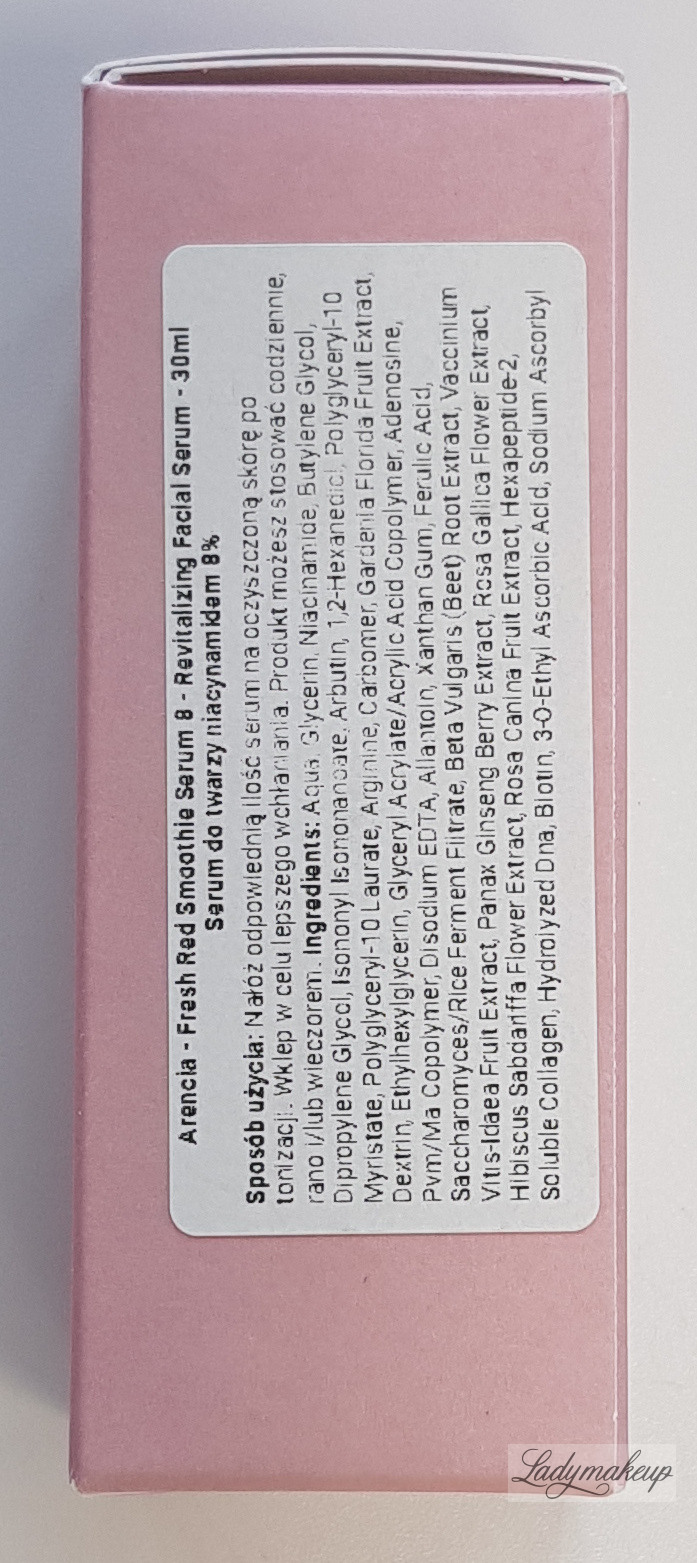 Arencia - Fresh Red Smoothie Serum 8 - Revitalizing Facial Serum - 30ml
Serum do twarzy niacynamidem 8%
Sposób użycia: Nałóż odpowiednią ilość serum na oczyszczoną skórę po
tonizacji. Wklep w celu lepszego wchłaniania. Produkt możesz stosować codziennie,
rano i/lub wieczorem. Ingredients: Aqua, Glycerin, Niacinamide, Butylene Glycol,
Dipropylene Glycol, Isononyl Isononanoate, Arbutin, 1,2-Hexanediol, Polyglyceryl-10
Myristate, Polyglyceryl-10 Laurate, Arginine, Carbomer, Gardenia Florida Fruit Extract,
Dextrin, Ethylhexylglycerin, Glyceryl Acrylate/Acrylic Acid Copolymer, Adenosine,
Pvm/Ma Copolymer, Disodium EDTA, Allantoin, Xanthan Gum, Ferulic Acid,
Saccharomyces/Rice Ferment Filtrate, Beta Vulgaris (Beet) Root Extract, Vaccinium
Vitis-Idaea Fruit Extract, Panax Ginseng Berry Extract, Rosa Gallica Flower Extract,
Hibiscus Sabdariffa Flower Extract, Rosa Canina Fruit Extract, Hexapeptide-2,
Soluble Collagen, Hydrolyzed Dna, Biotin, 3-O-Ethyl Ascorbic Acid, Sodium Ascorbyl
Ladymakeup